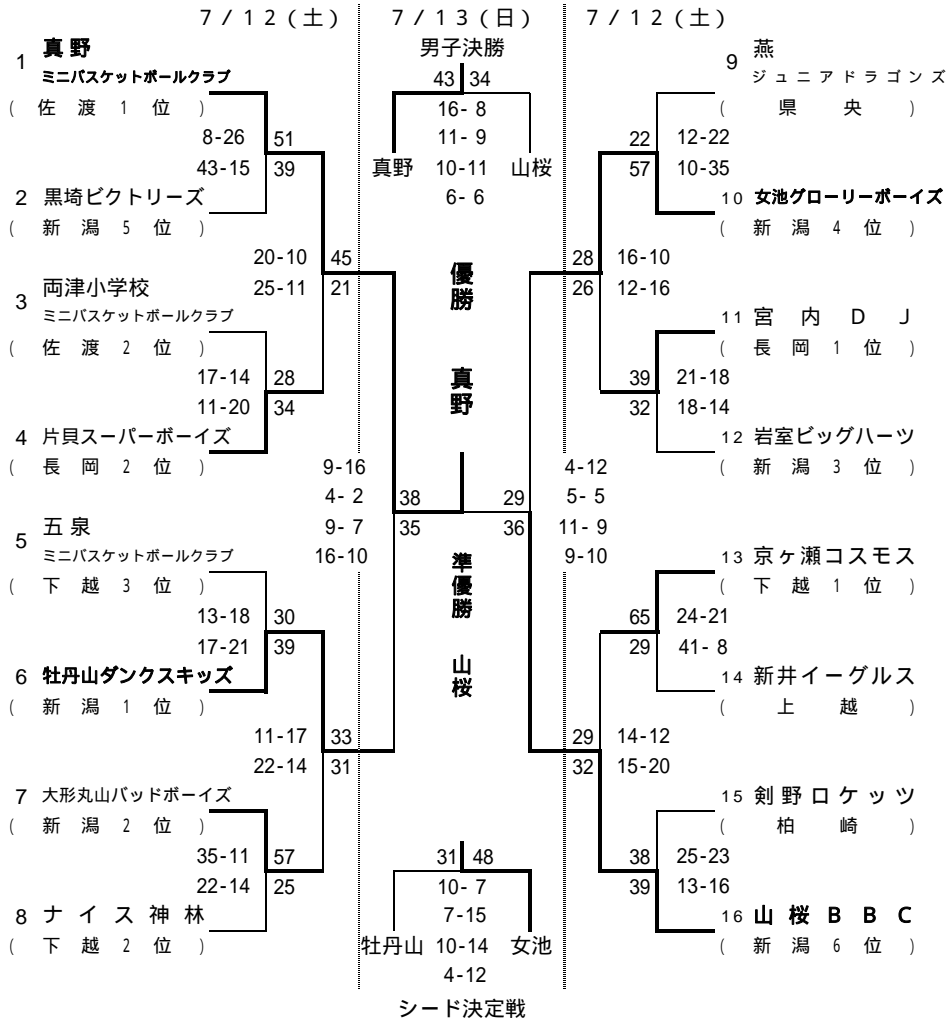 7/12(土)
7/13(日)
7/12(土)
1 真野
ミニバスケットボールクラブ
(佐渡1位)
8-26 51
43-15 39
2 黒埼ビクトリーズ
(新潟5位)
20-10 45
25-11 21
3 両津小学校
ミニバスケットボールクラブ
(佐渡2位)
17-14 28
11-20 34
4 片貝スーパーボーイズ
(長岡2位)
9-16
4- 2 38
9- 7 35
16-10
5 五泉
ミニバスケットボールクラブ
(下越3位)
13-18 30
17-21 39
6 牡丹山ダンクスキッズ
(新潟1位)
11-17 33
22-14 31
7 大形丸山バッドボーイズ
(新潟2位)
35-11 57
22-14 25
8 ナイス神林
(下越2位)
男子決勝
43 34
16- 8
11- 9
真野 10-11 山桜
6- 6
優勝 真野
準優勝 山桜
31 48
10- 7
7-15
牡丹山 10-14 女池
4-12
シード決定戦
9 燕
ジュニアドラゴンズ
(県央)
22 12-22
57 10-35
10 女池グローリーボーイズ
(新潟4位)
28 16-10
26 12-16
11 宮内DJ
(長岡1位)
39 21-18
32 18-14
12 岩室ビッグハーツ
(新潟3位)
4-12
29 5- 5
36 11- 9
9-10
13 京ヶ瀬コスモス
(下越1位)
65 24-21
29 41- 8
14 新井イーグルス
(上越)
29 14-12
32 15-20
15 剣野ロケッツ
(柏崎)
38 25-23
39 13-16
16 山桜BBC
(新潟6位)